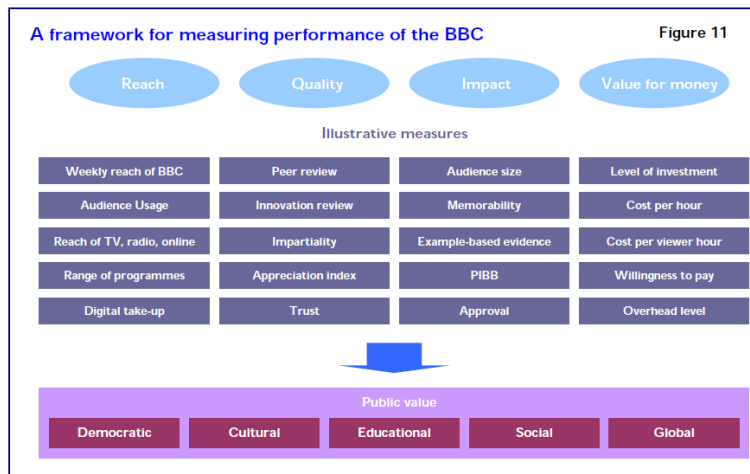 A framework for measuring performance of the BBC
Figure 11
Reach
Quality
Impact
Value for money
Illustrative measures
Weekly reach of BBC
Peer review
Audience size
Level of investment
Audience Usage
Innovation review
Memorability
Cost per hour
Reach of TV, radio, online
Impartiality
Example-based evidence
Cost per viewer hour
Range of programmes
Appreciation index
PIBB
Willingness to pay
Digital take-up
Trust
Approval
Overhead level
Public value
Democratic
Cultural
Educational
Social
Global